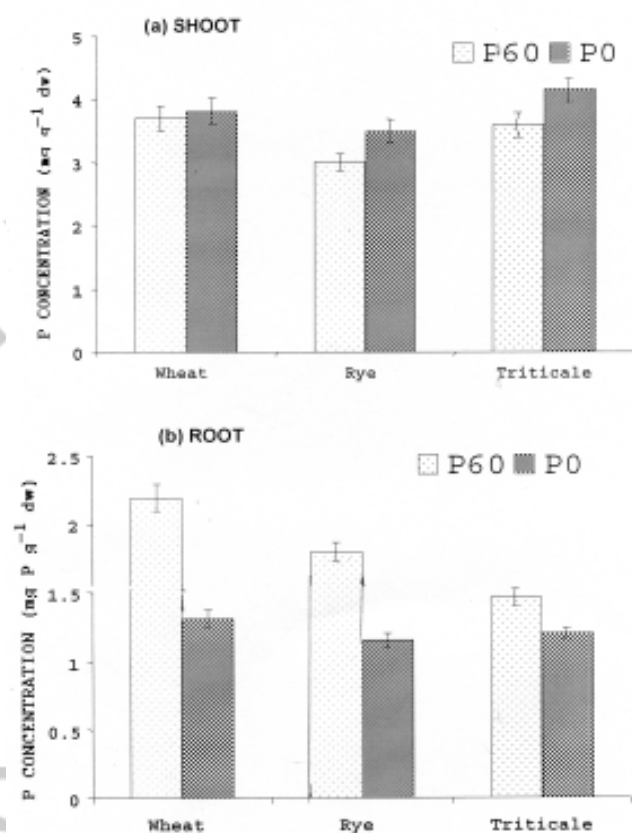 (a) SHOOT
P60 P0
5
4
3
2
1
0
P CONCENTRATION (mg g⁻¹ dw)
Wheat Rye Triticale
(b) ROOT
P60 P0
2.5
2
1.5
1
0.5
0
P CONCENTRATION (mg P g⁻¹ dw)
Wheat Rye Triticale